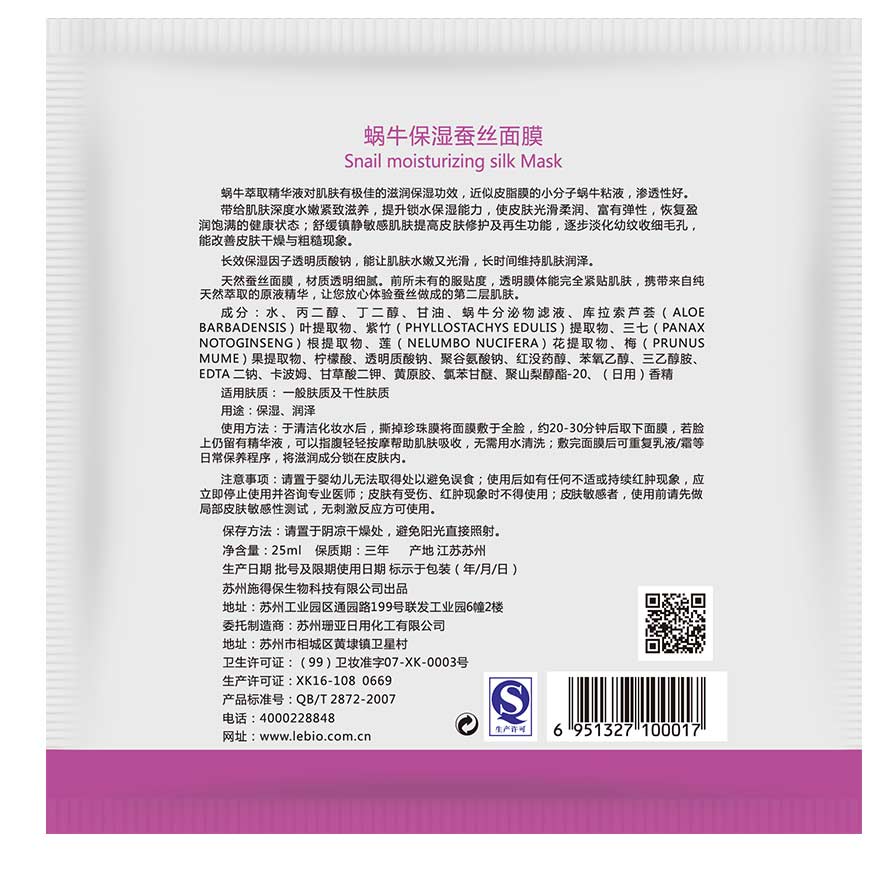 蜗牛保湿蚕丝面膜
Snail moisturizing silk Mask
蜗牛萃取精华液对肌肤有极佳的滋润保湿功效，近似皮脂膜的小分子蜗牛粘液，渗透性好。
带给肌肤深度水嫩紧致滋养，提升锁水保湿能力，使皮肤光滑柔润、富有弹性，恢复盈
润饱满的健康状态；舒缓镇静敏感肌肤提高皮肤修护及再生功能，逐步淡化幼纹收细毛孔，
能改善皮肤干燥与粗糙现象。
长效保湿因子透明质酸钠，能让肌肤水嫩又光滑，长时间维持肌肤润泽。
天然蚕丝面膜，材质透明细腻。前所未有的服贴度，透明膜体能完全紧贴肌肤，携带来自纯
天然萃取的原液精华，让您放心体验蚕丝做成的第二层肌肤。
成分：水、丙二醇、丁二醇、甘油、蜗牛分泌物滤液、库拉索芦荟（ALOE
BARBADENSIS）叶提取物、紫竹（PHYLLOSTACHYS EDULIS）提取物、三七（PANAX
NOTOGINSENG）根提取物、莲（NELUMBO NUCIFERA）花提取物、梅（PRUNUS
MUME）果提取物、柠檬酸、透明质酸钠、聚谷氨酸钠、红没药醇、苯氧乙醇、三乙醇胺、
EDTA 二钠、卡波姆、甘草酸二钾、黄原胶、氯苯甘醚、聚山梨醇酯-20、（日用）香精
适用肤质：一般肤质及干性肤质
用途：保湿、润泽
使用方法：于清洁化妆水后，撕掉珍珠膜将面膜敷于全脸，约20-30分钟后取下面膜，若脸
上仍留有精华液，可以指腹轻轻按摩帮助肌肤吸收，无需用水清洗；敷完面膜后可重复乳液/霜等
日常保养程序，将滋润成分锁在皮肤内。
注意事项：请置于婴幼儿无法取得处以避免误食；使用后如有任何不适或持续红肿现象，应
立即停止使用并咨询专业医师；皮肤有受伤、红肿现象时不得使用；皮肤敏感者，使用前请先做
局部皮肤敏感性测试，无刺激反应方可使用。
保存方法：请置于阴凉干燥处，避免阳光直接照射。
净含量：25ml 保质期：三年 产地 江苏苏州
生产日期 批号及限期使用日期 标示于包装（年/月/日）
苏州施得保生物科技有限公司出品
地址：苏州工业园区通园路199号联发工业园6幢2楼
委托制造商：苏州珊亚日用化工有限公司
地址：苏州市相城区黄埭镇卫星村
卫生许可证：（99）卫妆准字07-XK-0003号
生产许可证：XK16-108 0669
产品标准号：QB/T 2872-2007
电话：4000228848
网址：www.lebio.com.cn
生产许可
6 951327 100017